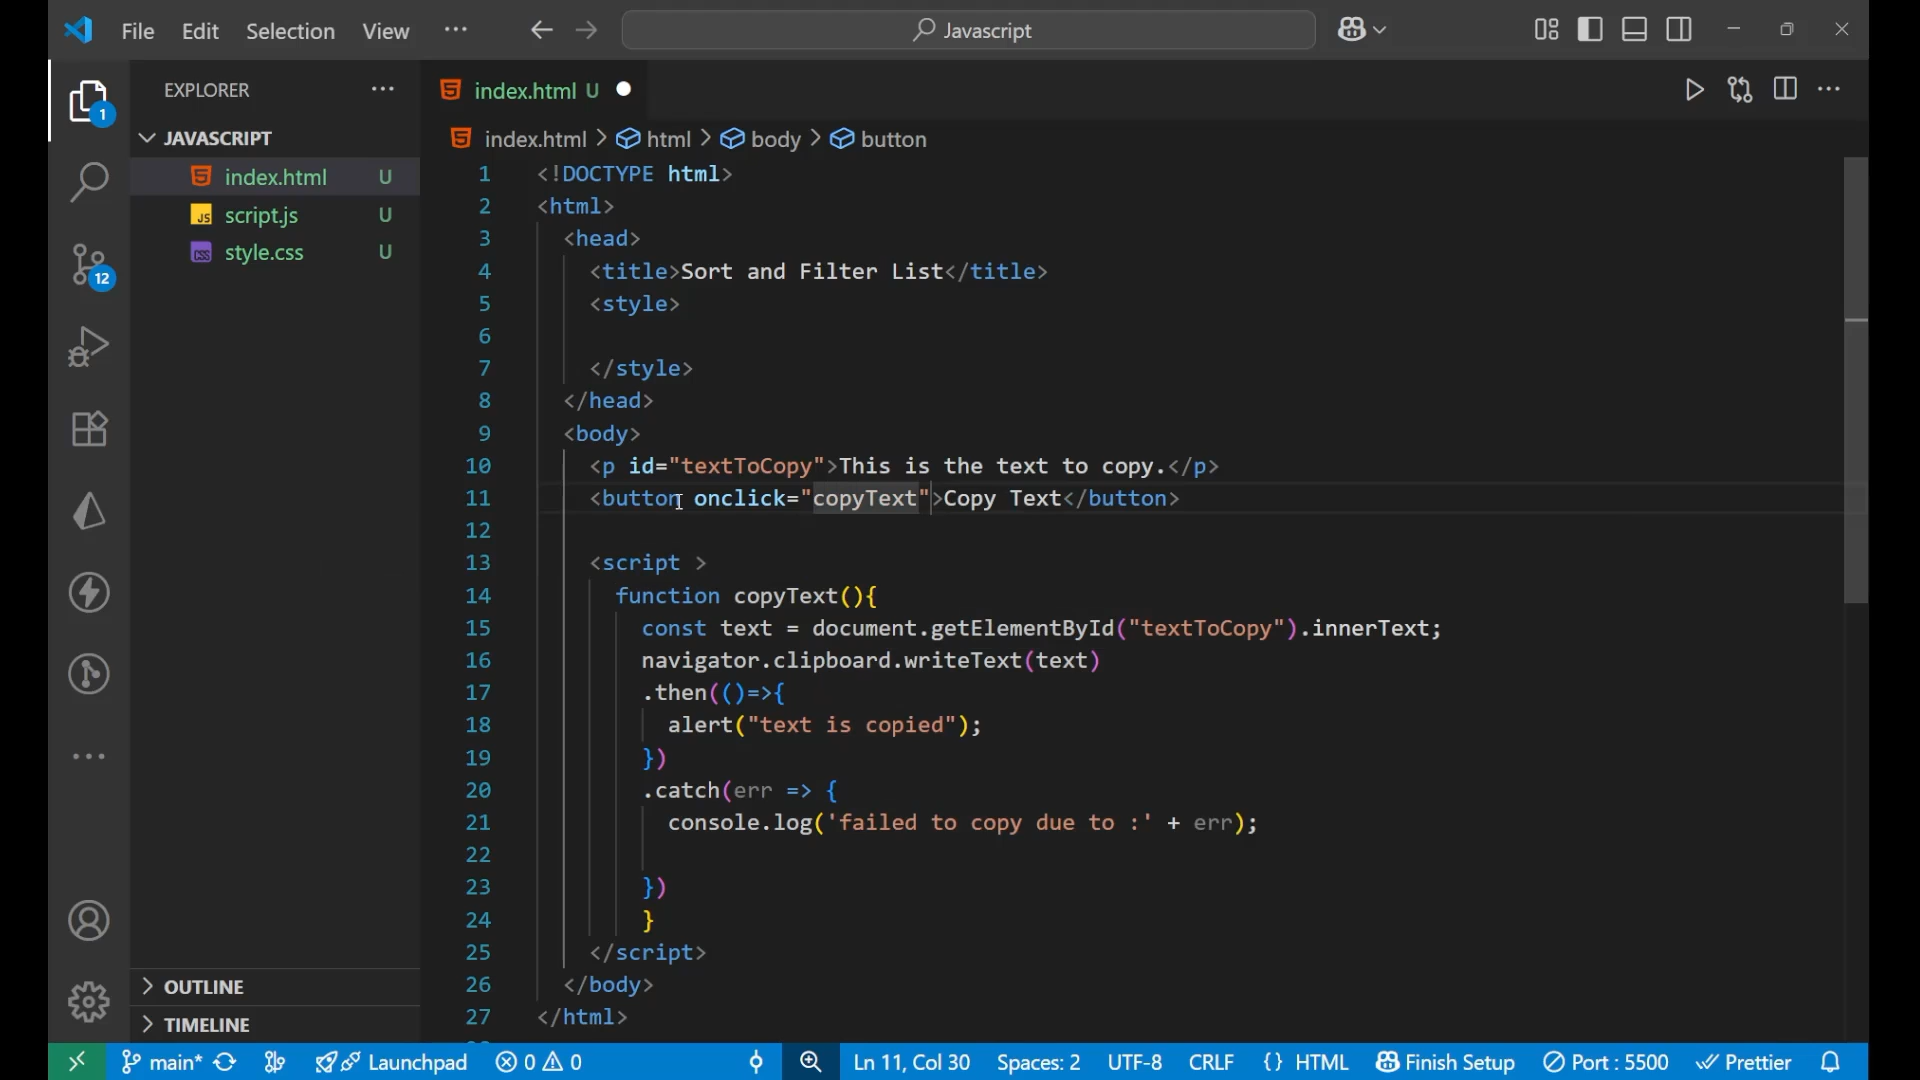 File Edit Selection View ··· Javascript
EXPLORER ···
index.html U
JAVASCRIPT
index.html > html > body > button
index.html U
script.js U
style.css U
1
12
1 <!DOCTYPE html>
2 <html>
3 <head>
4 <title>Sort and Filter List</title>
5 <style>
6
7 </style>
8 </head>
9 <body>
10 <p id="textToCopy">This is the text to copy.</p>
11 <button onclick="copyText">Copy Text</button>
12
13 <script >
14 function copyText(){
15 const text = document.getElementById("textToCopy").innerText;
16 navigator.clipboard.writeText(text)
17 .then(()=>{
18 alert("text is copied");
19 })
20 .catch(err => {
21 console.log('failed to copy due to :' + err);
22
23 })
24 }
25 </script>
26 </body>
27 </html>
OUTLINE
TIMELINE
main* Launchpad 0 0 Ln 11, Col 30 Spaces: 2 UTF-8 CRLF {} HTML Finish Setup Port : 5500 Prettier